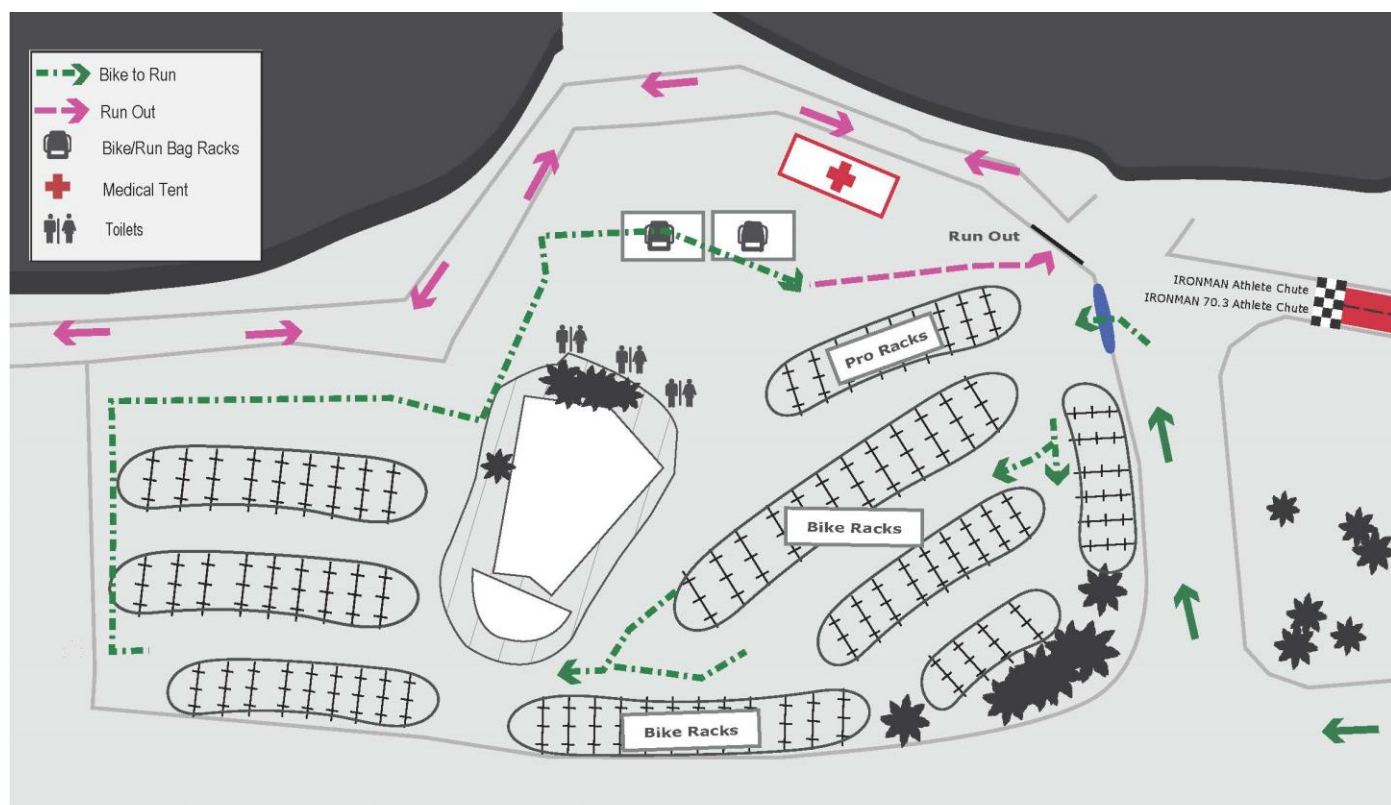 Bike to Run
Run Out
Bike/Run Bag Racks
Medical Tent
Toilets
Run Out
IRONMAN Athlete Chute
IRONMAN 70.3 Athlete Chute
Pro Racks
Bike Racks
Bike Racks